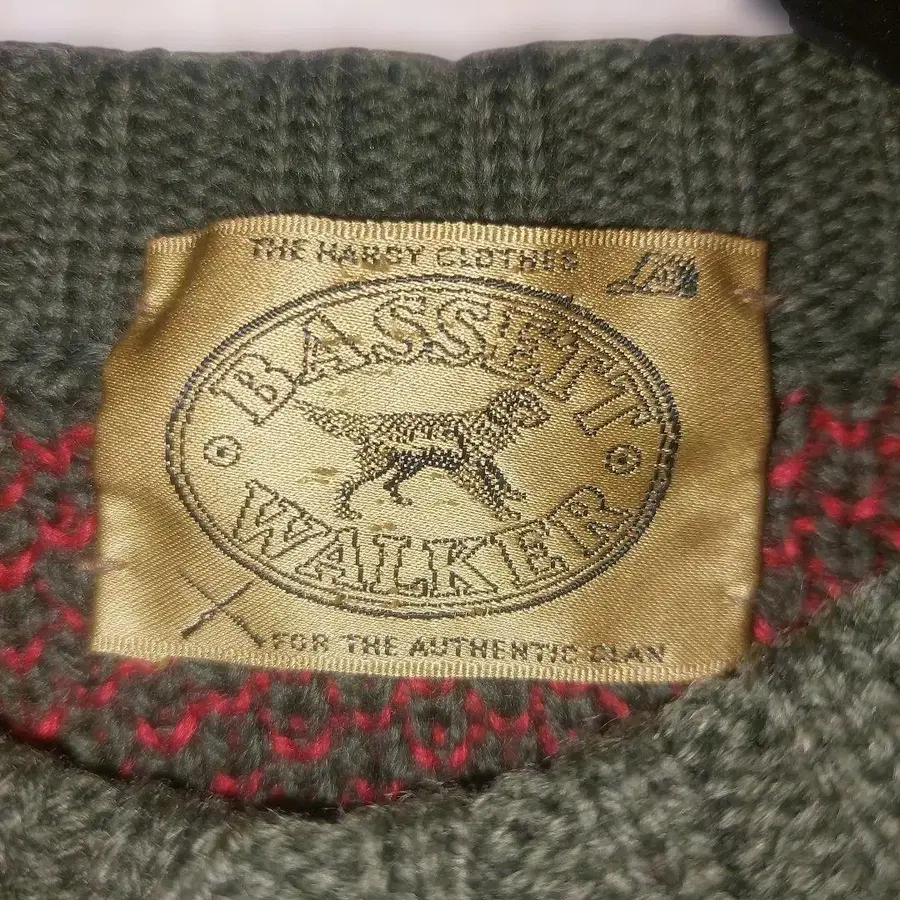 THE HARDY CLOTHES
BASSETT
WALKER
FOR THE AUTHENTIC CLAN